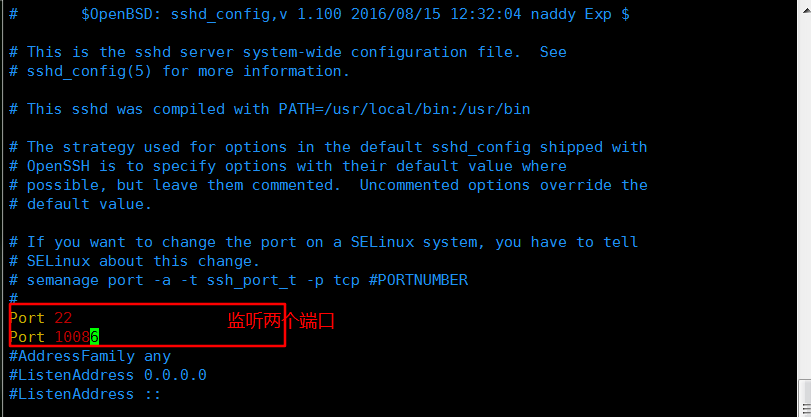 #       $OpenBSD: sshd_config,v 1.100 2016/08/15 12:32:04 naddy Exp $
# This is the sshd server system-wide configuration file.  See
# sshd_config(5) for more information.
# This sshd was compiled with PATH=/usr/local/bin:/usr/bin
# The strategy used for options in the default sshd_config shipped with
# OpenSSH is to specify options with their default value where
# possible, but leave them commented.  Uncommented options override the
# default value.
# If you want to change the port on a SELinux system, you have to tell
# SELinux about this change.
# semanage port -a -t ssh_port_t -p tcp #PORTNUMBER
#
Port 22
监听两个端口
Port 10086
#AddressFamily any
#ListenAddress 0.0.0.0
#ListenAddress ::